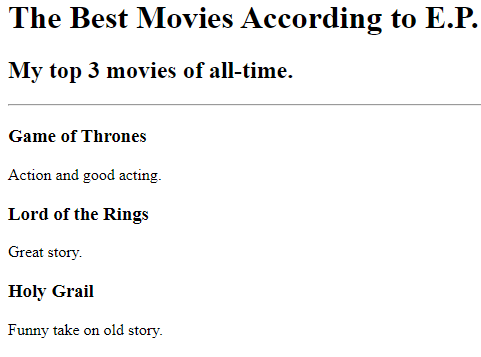 The Best Movies According to E.P.
My top 3 movies of all-time.
Game of Thrones
Action and good acting.
Lord of the Rings
Great story.
Holy Grail
Funny take on old story.